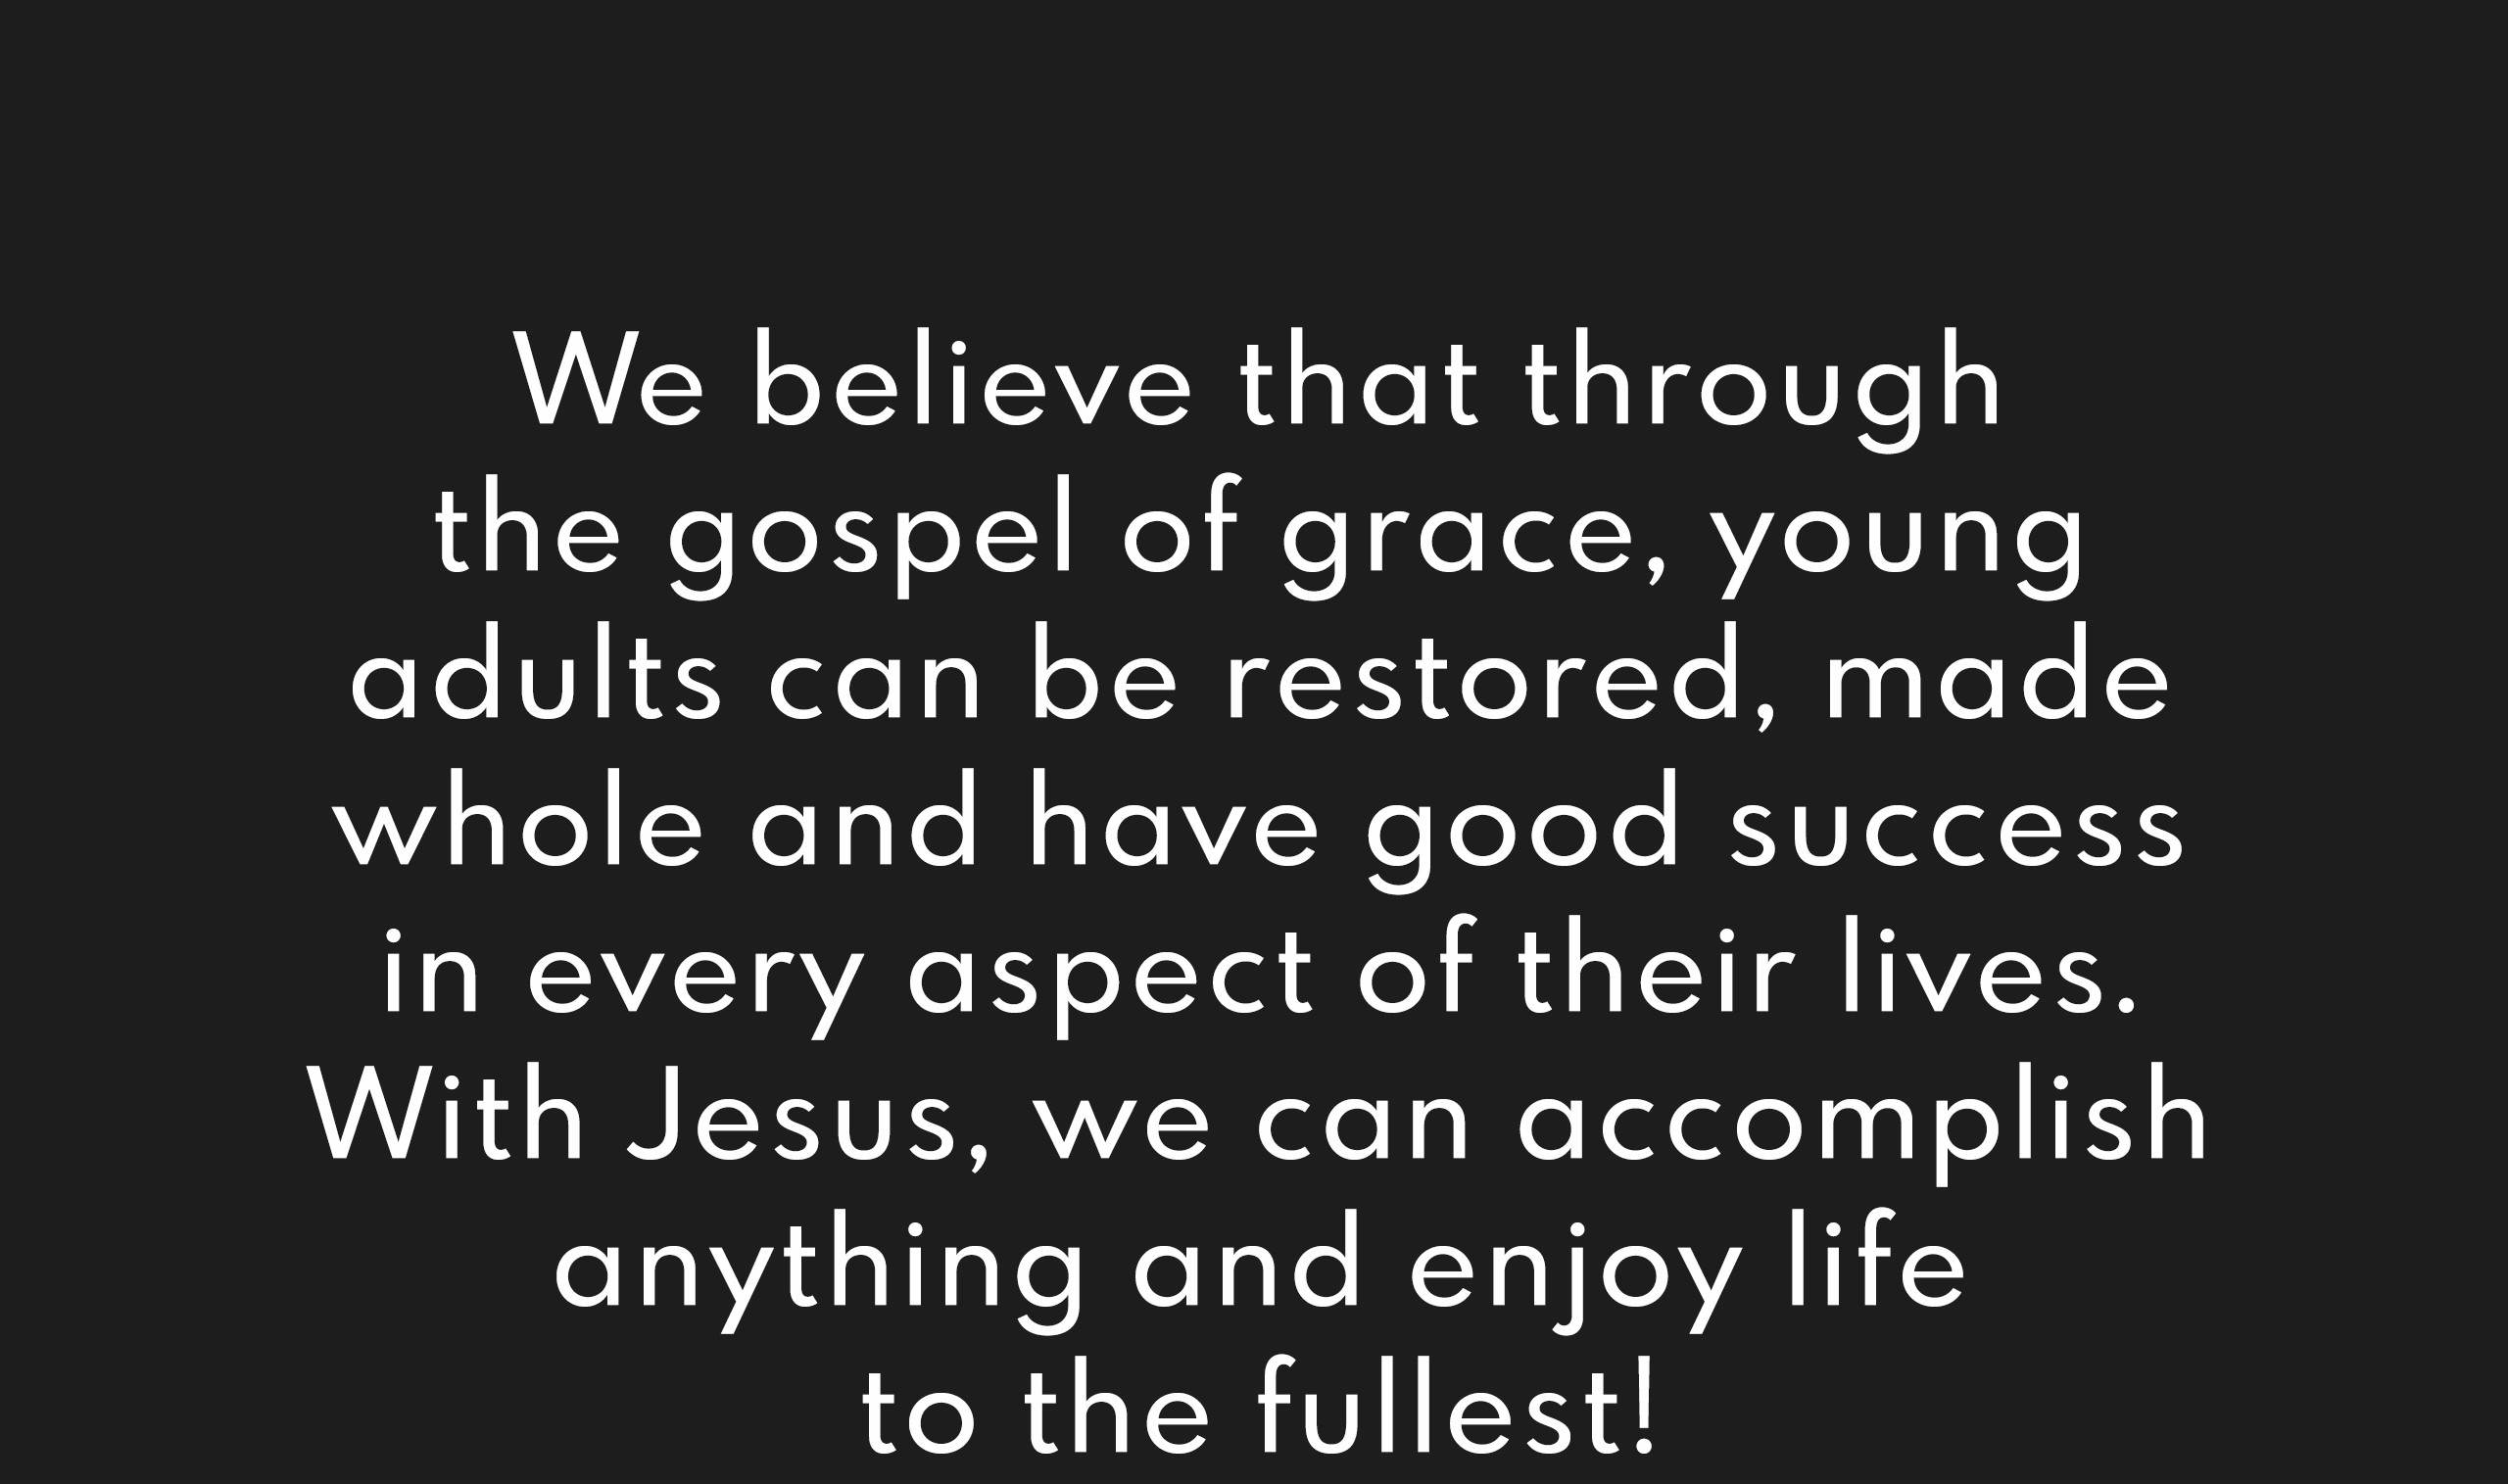 We believe that through
the gospel of grace, young
adults can be restored, made
whole and have good success
in every aspect of their lives.
With Jesus, we can accomplish
anything and enjoy life
to the fullest!